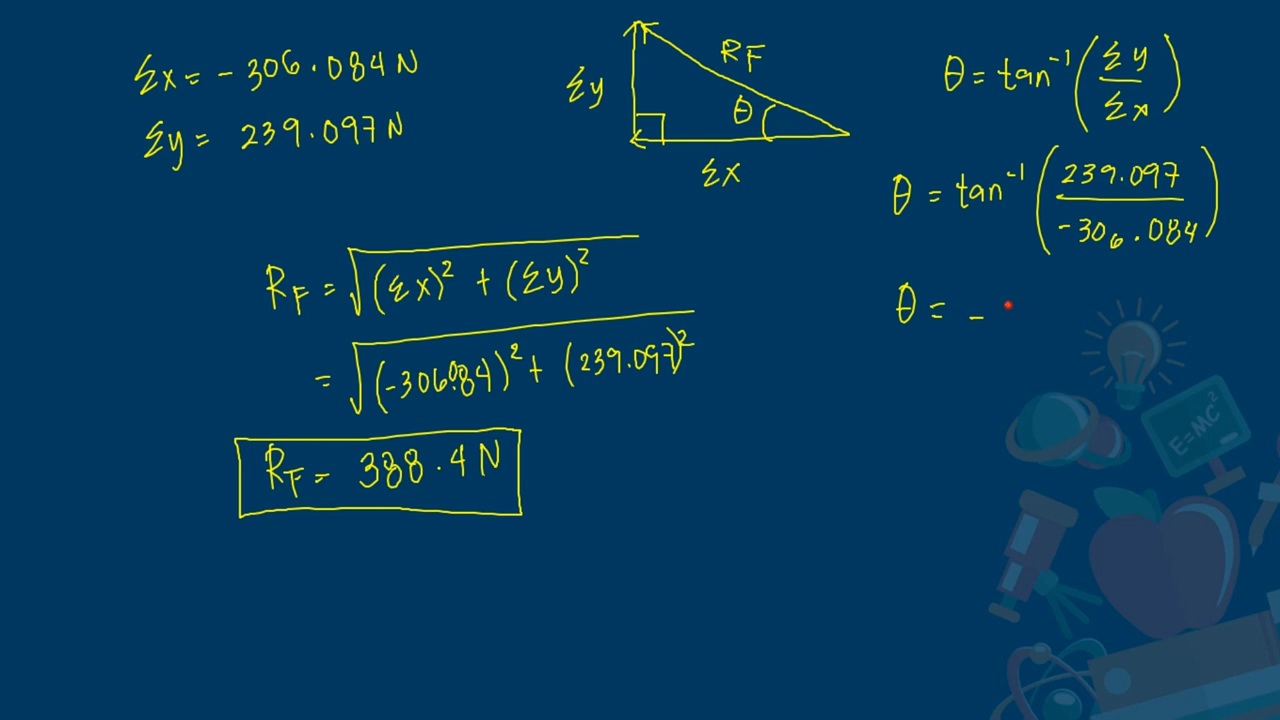 Σx = - 306.084 N
Σy = 239.097 N
Σy
RF
θ
Σx
RF = √(Σx)² + (Σy)²
= √(-306.084)² + (239.097)²
RF = 388.4 N
θ = tan⁻¹ (Σy / Σx)
θ = tan⁻¹ (239.097 / -306.084)
θ = -
E=MC²